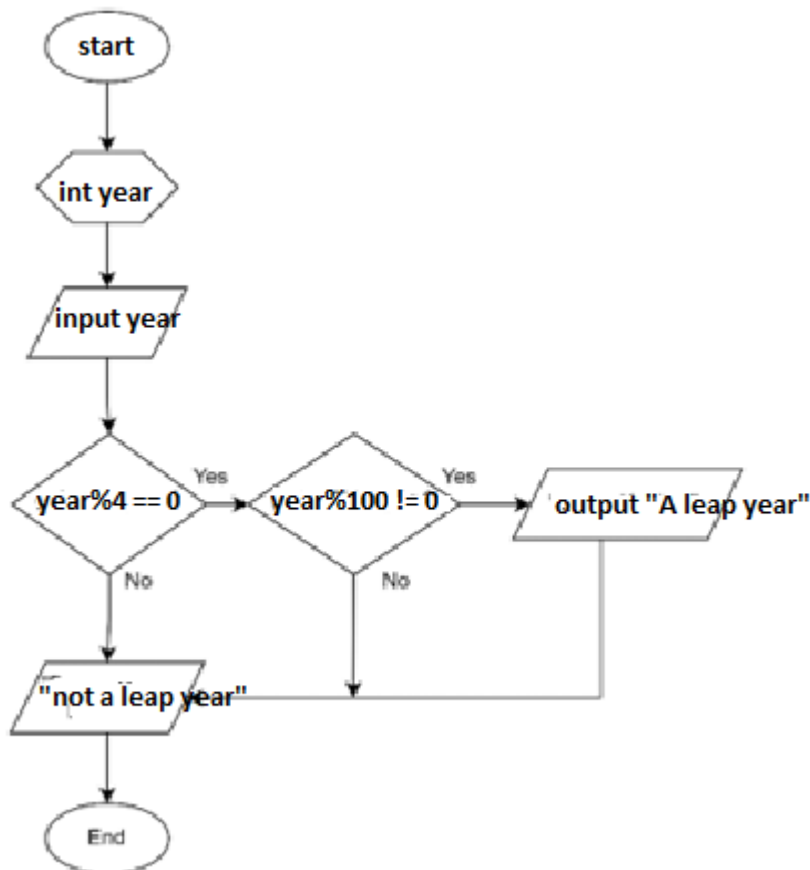 start
int year
input year
Yes
Yes
year%4 == 0
year%100 != 0
output "A leap year"
No
No
"not a leap year"
End